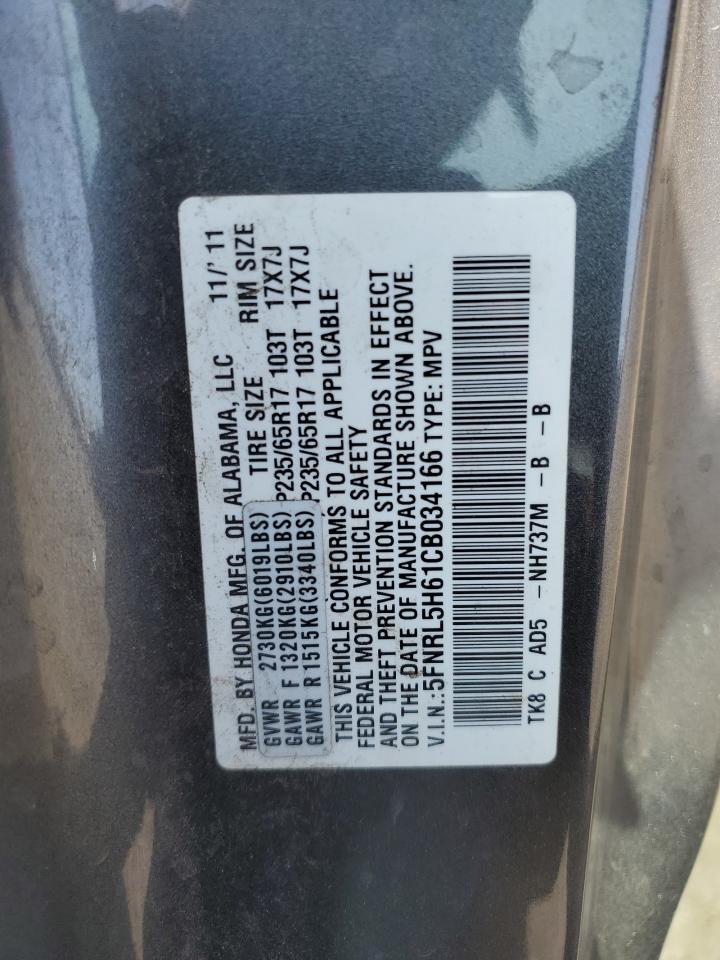 MFD. BY HONDA MFG. OF ALABAMA, LLC 11/' 11
TIRE SIZE RIM SIZE
GVWR 2730KG(6019LBS)
GAWR F 1320KG(2910LBS) P235/65R17 103T 17X7J
GAWR R 1515KG(3340LBS) P235/65R17 103T 17X7J
THIS VEHICLE CONFORMS TO ALL APPLICABLE
FEDERAL MOTOR VEHICLE SAFETY
AND THEFT PREVENTION STANDARDS IN EFFECT
ON THE DATE OF MANUFACTURE SHOWN ABOVE.
V.I.N.:5FNRL5H61CB034166 TYPE: MPV
TK8 C AD5 -NH737M -B -B